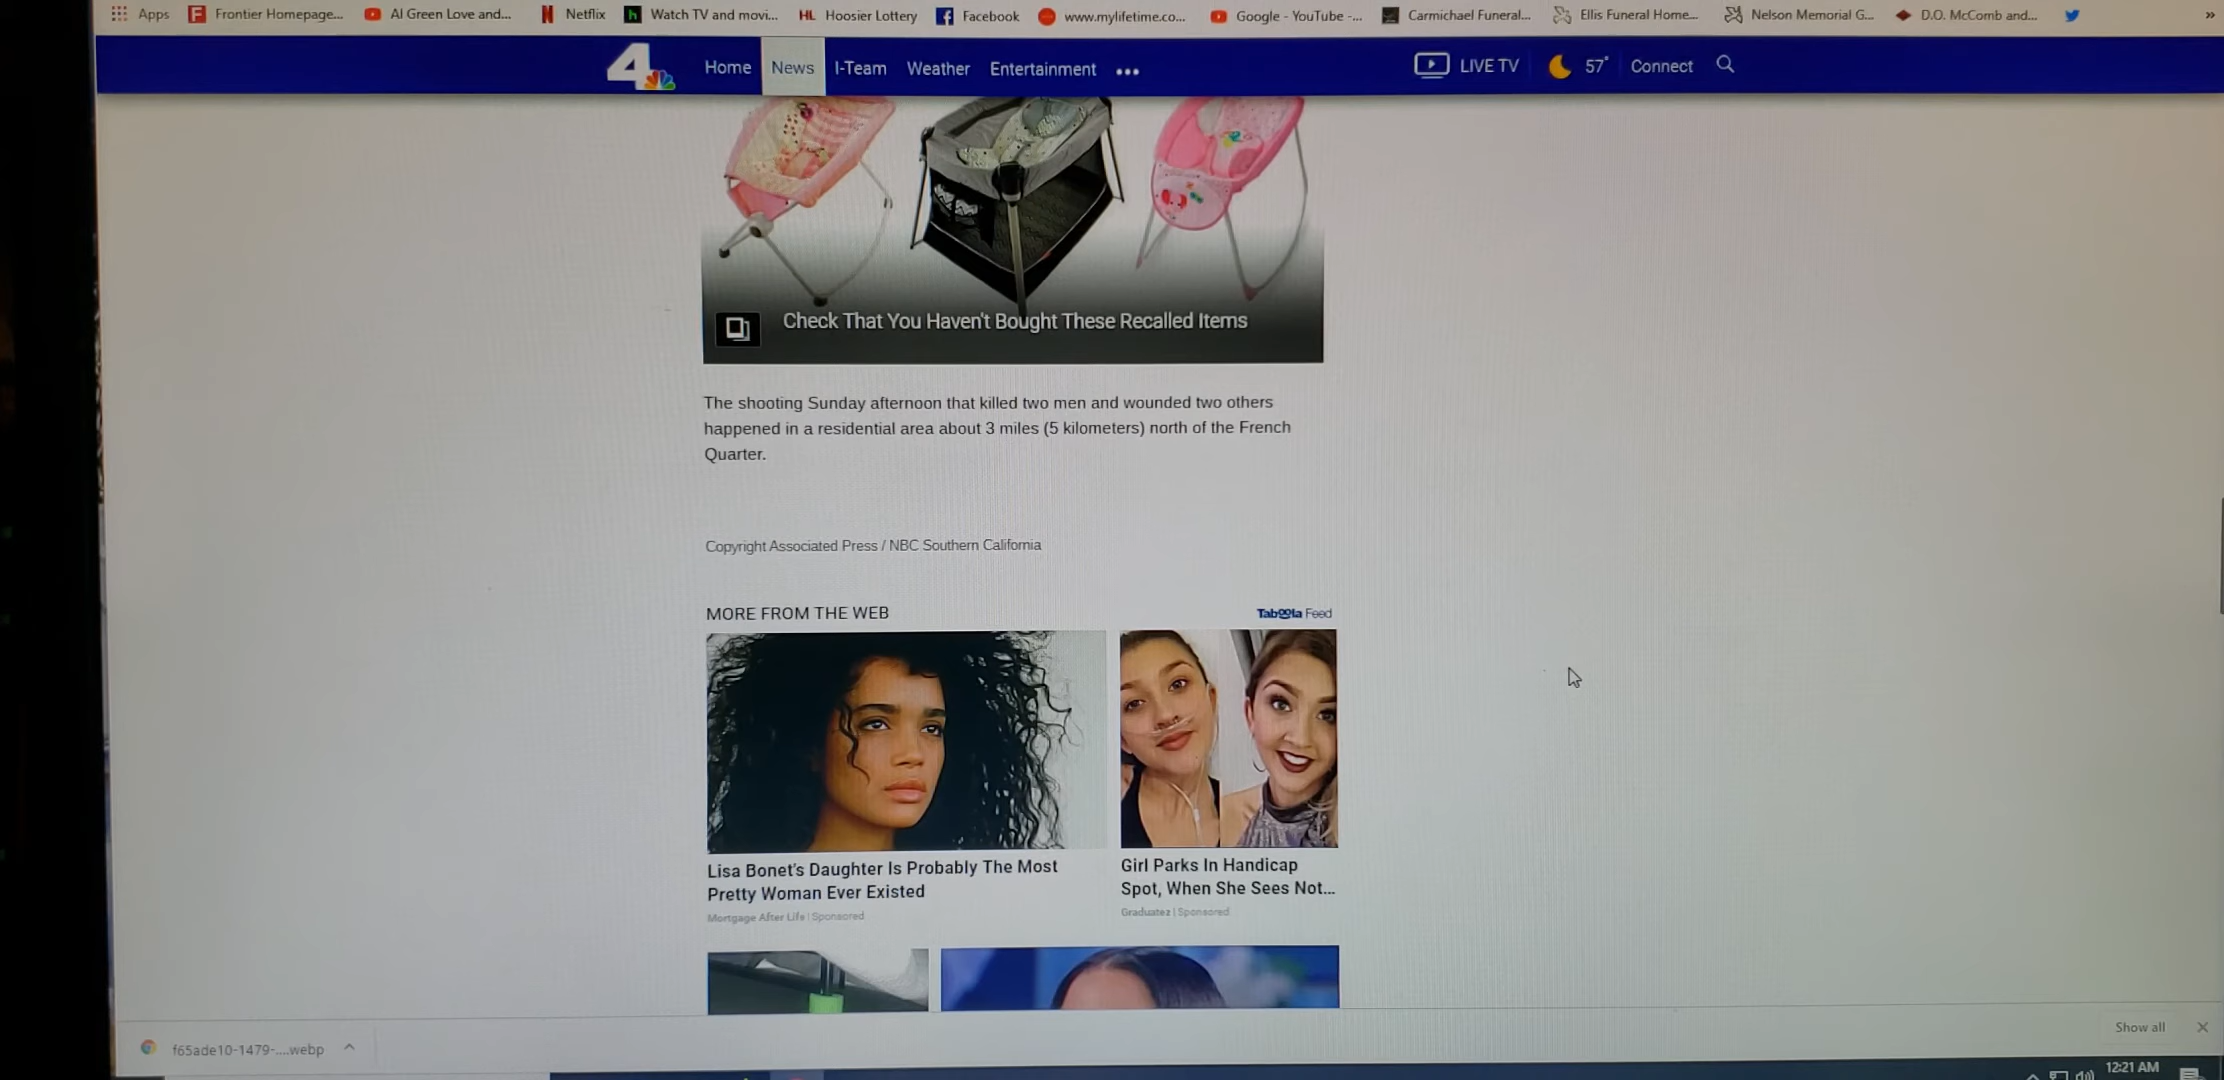 Apps Frontier Homepage... Al Green Love and... Netflix Watch TV and movi... HL Hoosier Lottery Facebook www.mylifetime.co... Google - YouTube -... Carmichael Funeral... Ellis Funeral Home... Nelson Memorial G... D.O. McComb and... »
4 Home News I-Team Weather Entertainment ••• LIVE TV 57° Connect
Check That You Haven't Bought These Recalled Items
The shooting Sunday afternoon that killed two men and wounded two others
happened in a residential area about 3 miles (5 kilometers) north of the French
Quarter.
Copyright Associated Press / NBC Southern California
MORE FROM THE WEB Taboola Feed
Lisa Bonet's Daughter Is Probably The Most
Pretty Woman Ever Existed
Mortgage After Life | Sponsored
Girl Parks In Handicap
Spot, When She Sees Not...
Graduatez | Sponsored
f65ade10-1479-....webp
Show all
12:21 AM